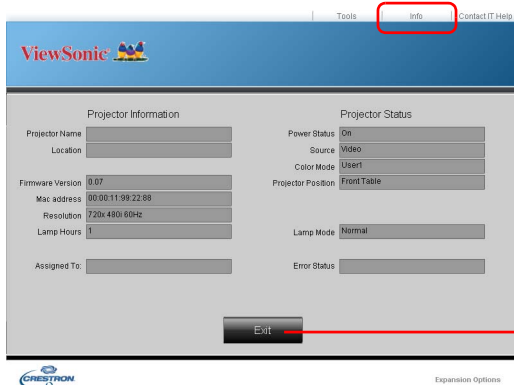 Tools Info Contact IT Help
ViewSonic
Projector Information
Projector Name
Location
Firmware Version 0.07
Mac address 00:00:11:99:22:88
Resolution 720x 480i 60Hz
Lamp Hours 1
Assigned To:
Projector Status
Power Status On
Source Video
Color Mode User1
Projector Position Front Table
Lamp Mode Normal
Error Status
Exit
CRESTRON
Expansion Options